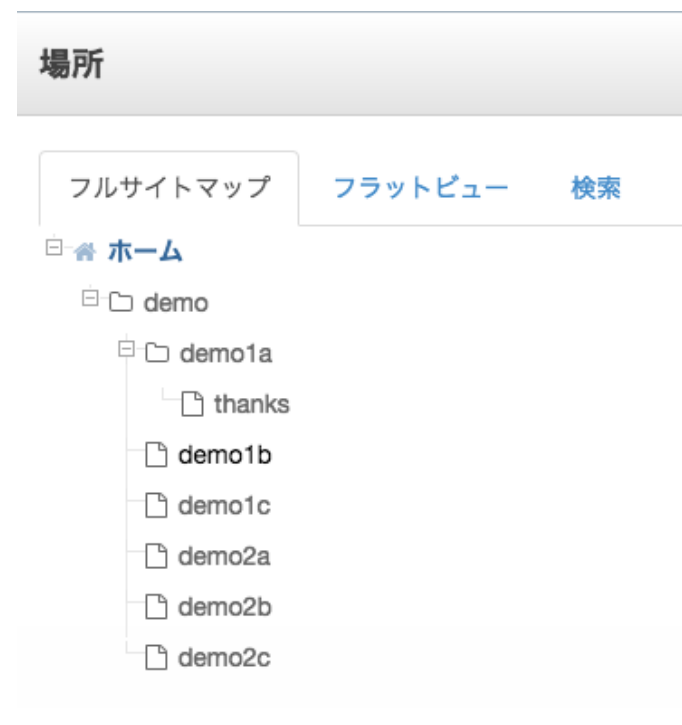 場所
フルサイトマップ フラットビュー 検索
ホーム
demo
demo1a
thanks
demo1b
demo1c
demo2a
demo2b
demo2c